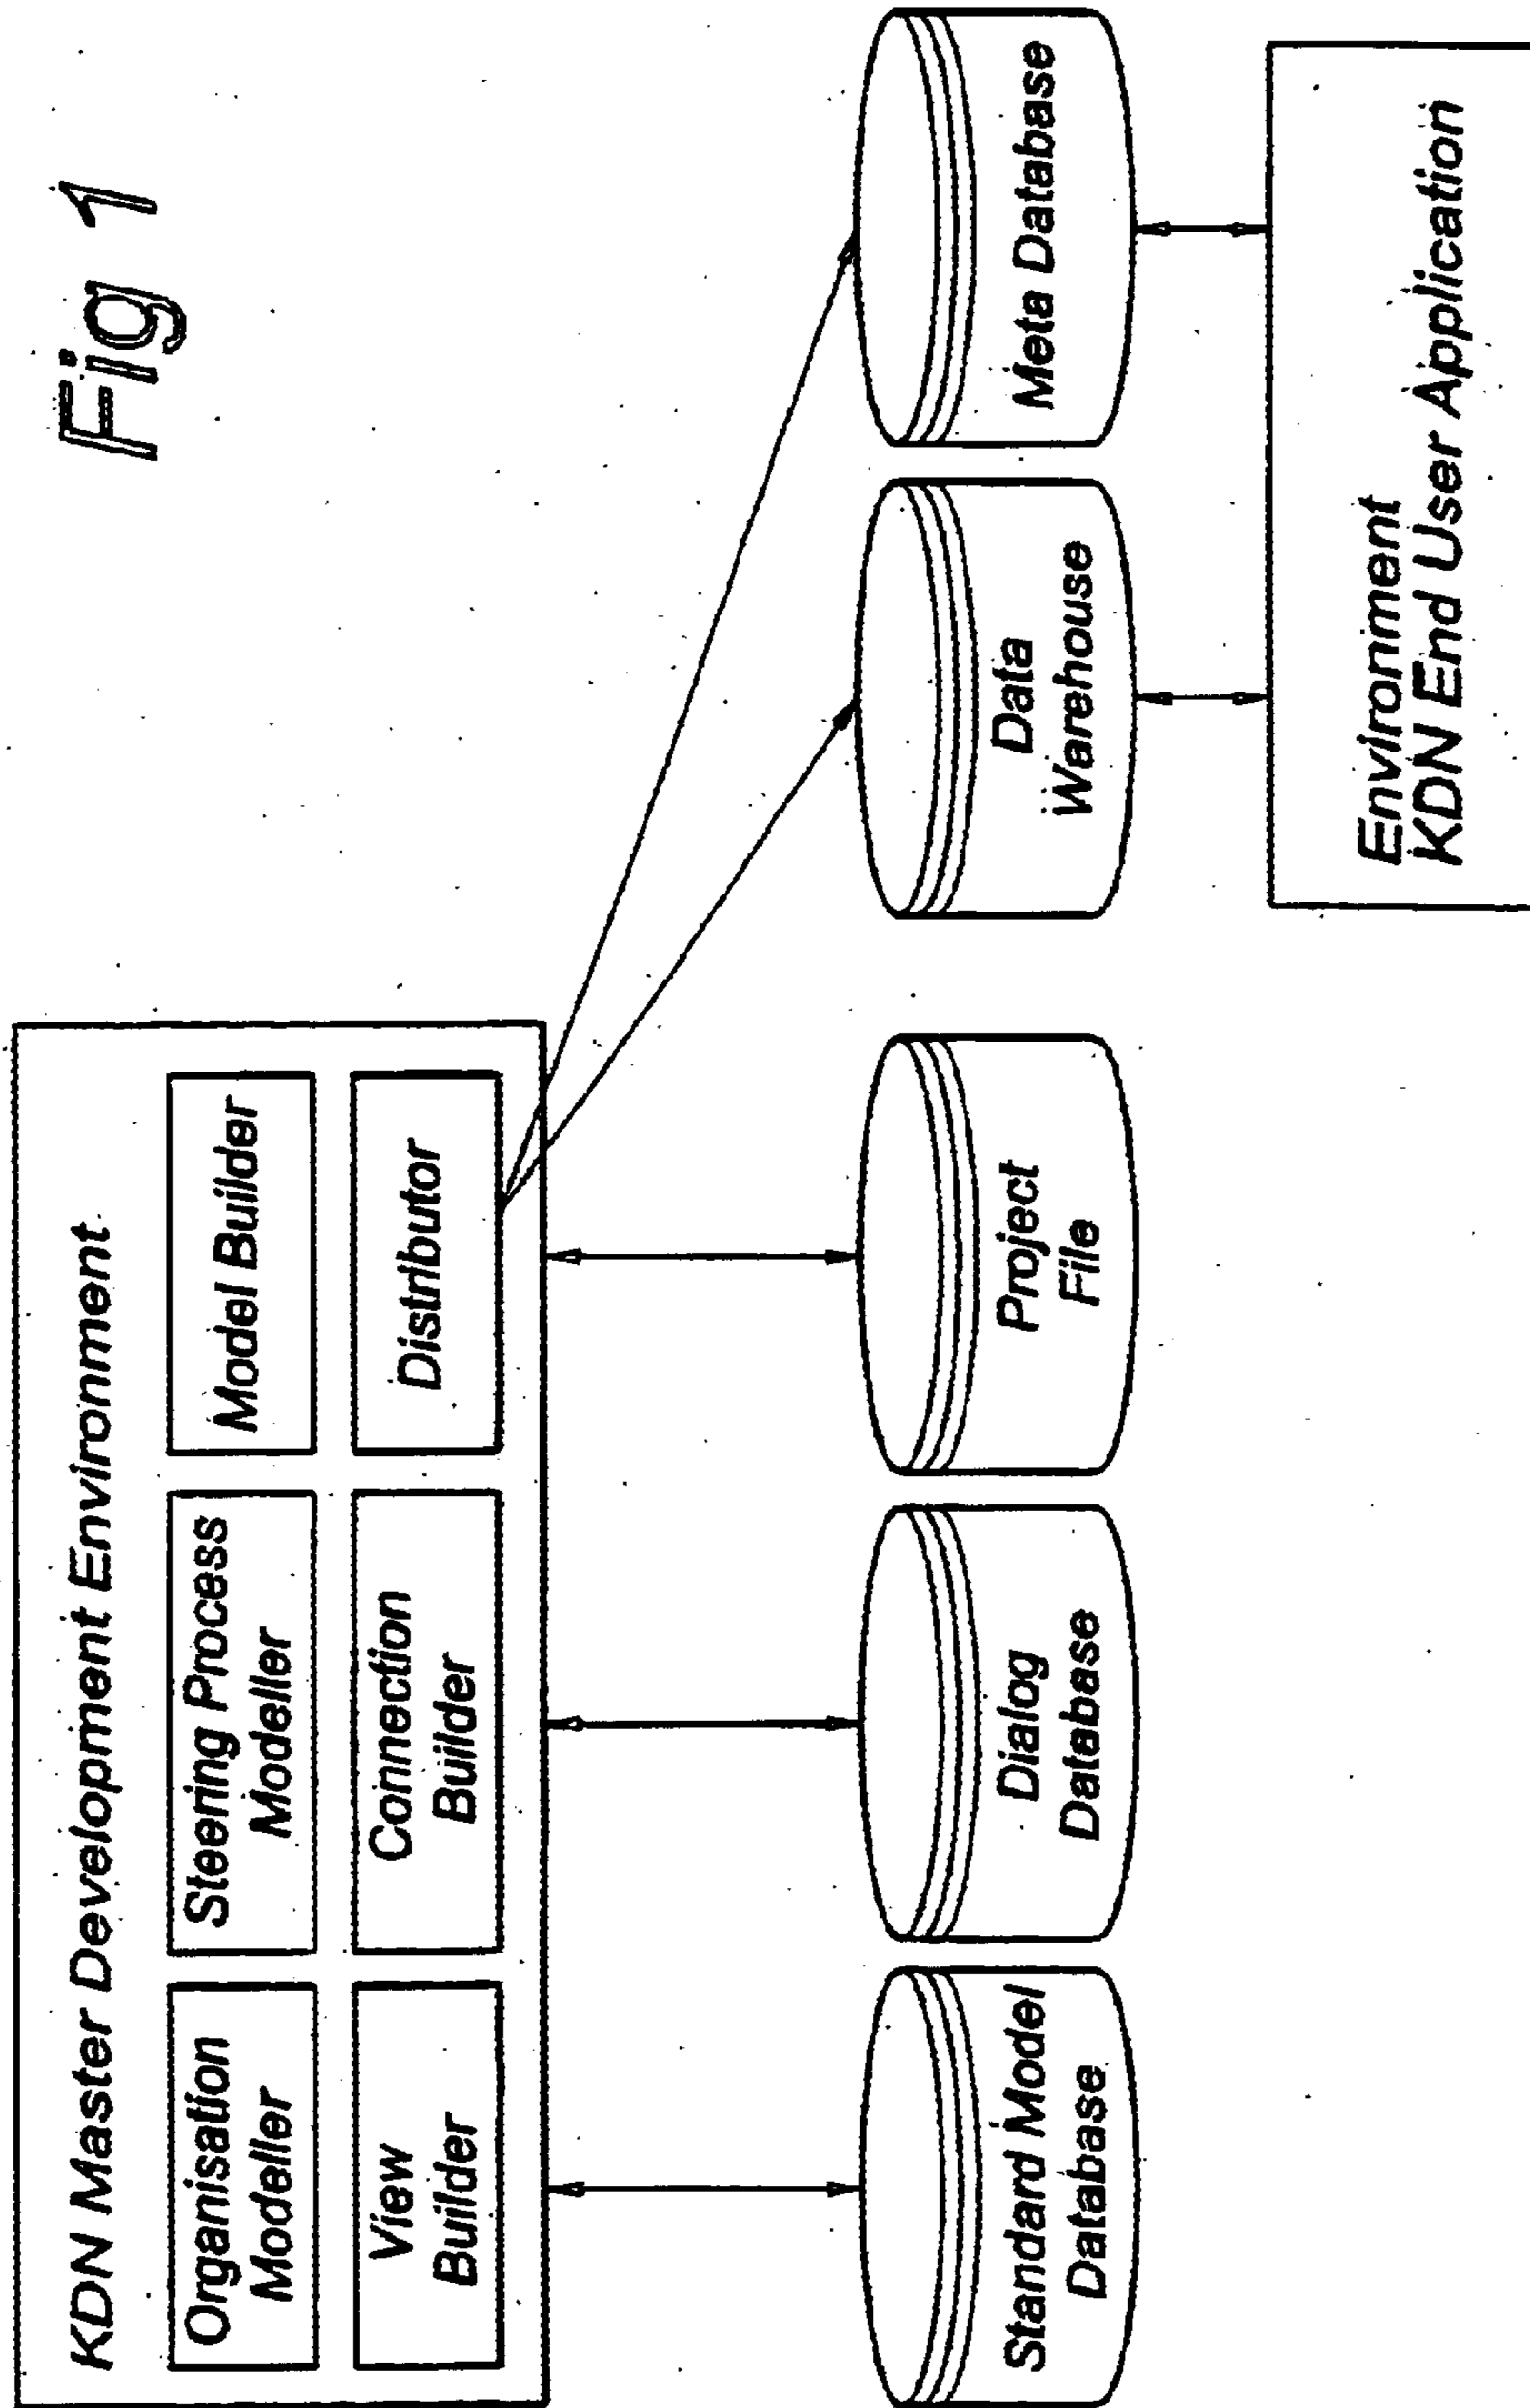 Fig 1
KDN Master Development Environment
Organisation
Modeller
Steering Process
Modeller
Model Builder
View
Builder
Connection
Builder
Distributor
Standard Model
Database
Dialog
Database
Project
File
Data
Warehouse
Meta Database
Environment
KDN End User Application